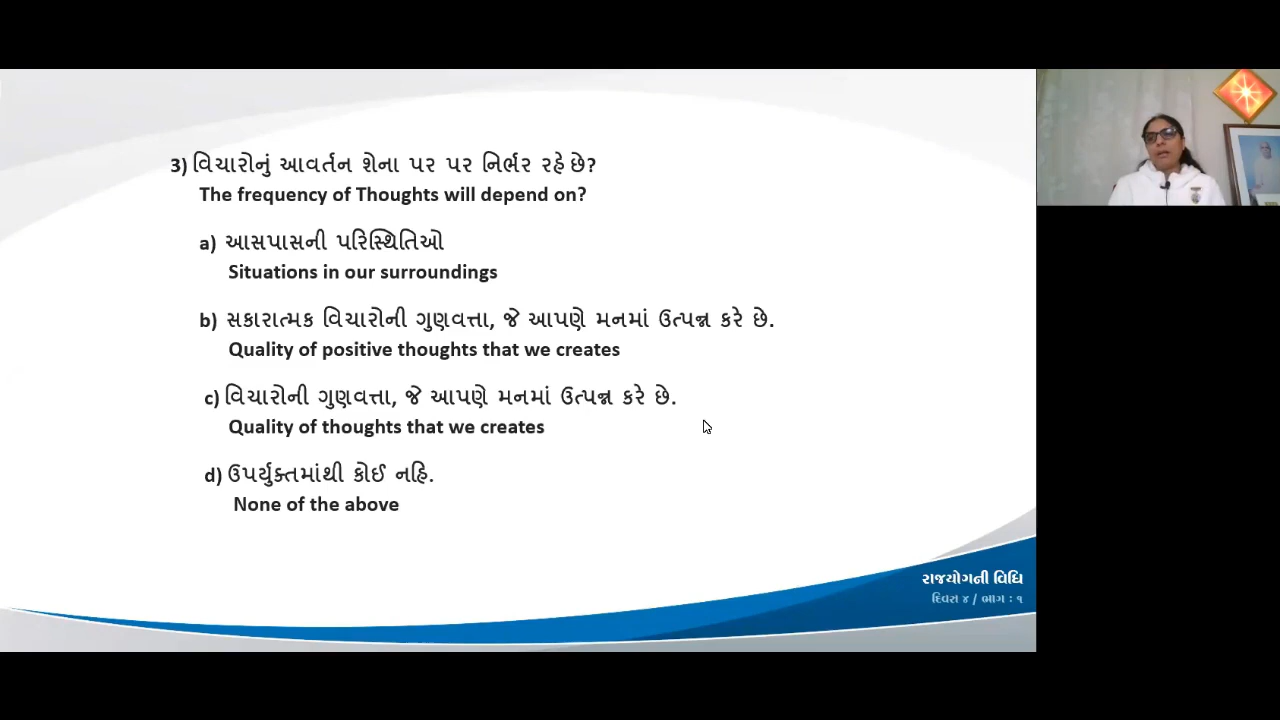 3) વિચારોનું આવર્તન શેના પર પર નિર્ભર રહે છે?
The frequency of Thoughts will depend on?
a) આસપાસની પરિસ્થિતિઓ
Situations in our surroundings
b) સકારાત્મક વિચારોની ગુણવત્તા, જે આપણે મનમાં ઉત્પન્ન કરે છે.
Quality of positive thoughts that we creates
c) વિચારોની ગુણવત્તા, જે આપણે મનમાં ઉત્પન્ન કરે છે.
Quality of thoughts that we creates
d) ઉપર્યુક્તમાંથી કોઈ નહિ.
None of the above
રાજયોગની વિધિ
દિવસ ૪ / ભાગ : ૧